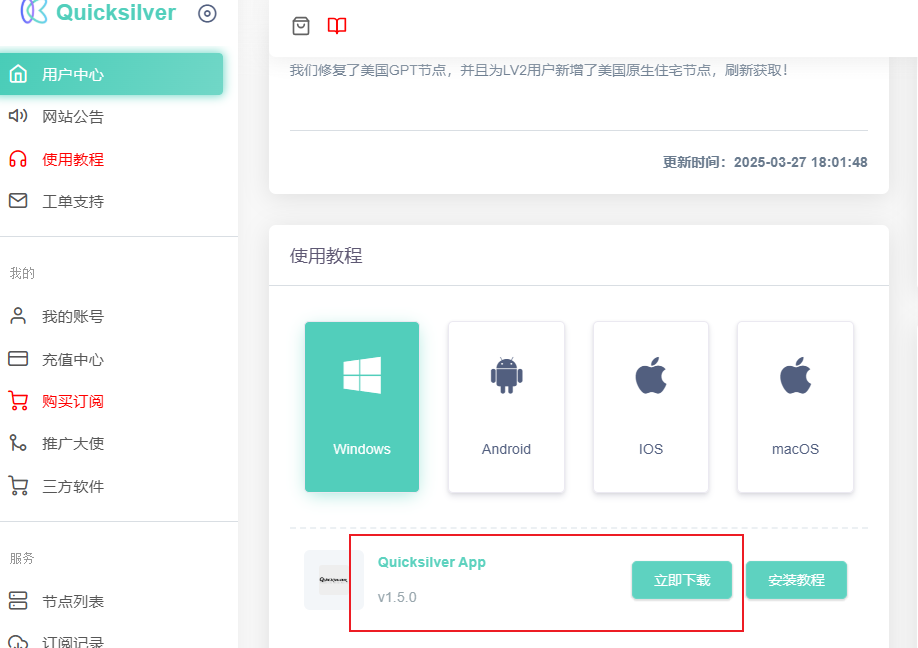 Quicksilver
用户中心
网站公告
使用教程
工单支持
我的
我的账号
充值中心
购买订阅
推广大使
三方软件
服务
节点列表
订阅记录
我们修复了美国GPT节点，并且为LV2用户新增了美国原生住宅节点，刷新获取！
更新时间：2025-03-27 18:01:48
使用教程
Windows
Android
IOS
macOS
Quicksilver
Quicksilver App
v1.5.0
立即下载
安装教程